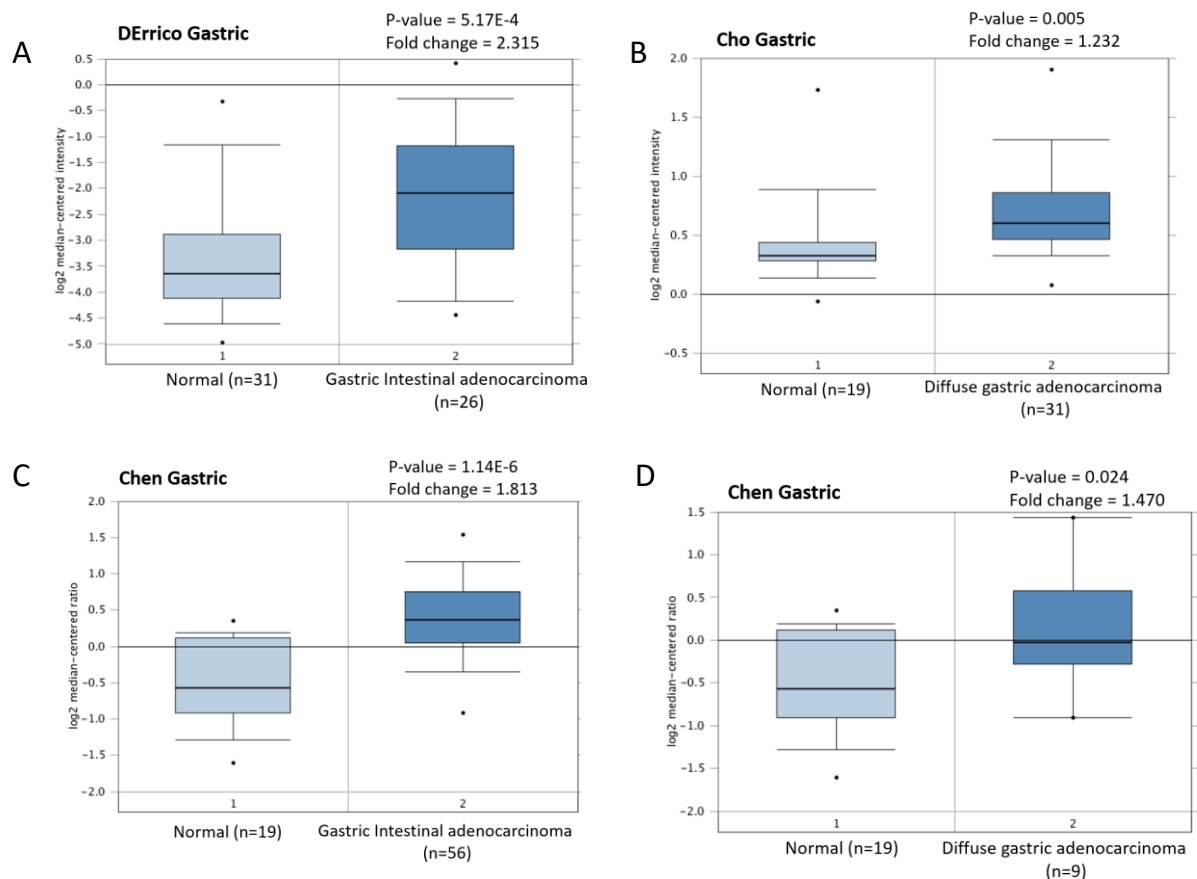 A
DErrico Gastric
P-value = 5.17E-4
Fold change = 2.315
log2 median-centered intensity
0.5
0.0
−0.5
−1.0
−1.5
−2.0
−2.5
−3.0
−3.5
−4.0
−4.5
−5.0
1
2
Normal (n=31)
Gastric Intestinal adenocarcinoma
(n=26)
B
Cho Gastric
P-value = 0.005
Fold change = 1.232
log2 median-centered intensity
2.0
1.5
1.0
0.5
0.0
−0.5
1
2
Normal (n=19)
Diffuse gastric adenocarcinoma
(n=31)
C
Chen Gastric
P-value = 1.14E-6
Fold change = 1.813
log2 median-centered ratio
2.0
1.5
1.0
0.5
0.0
−0.5
−1.0
−1.5
−2.0
1
2
Normal (n=19)
Gastric Intestinal adenocarcinoma
(n=56)
D
Chen Gastric
P-value = 0.024
Fold change = 1.470
log2 median-centered ratio
1.5
1.0
0.5
0.0
−0.5
−1.0
−1.5
−2.0
1
2
Normal (n=19)
Diffuse gastric adenocarcinoma
(n=9)